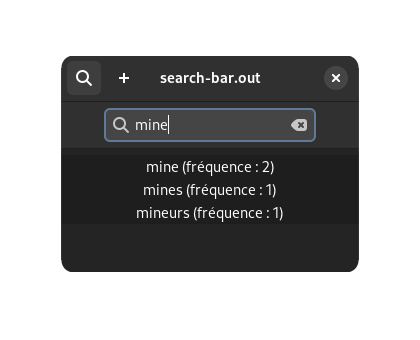 search-bar.out
mine
mine (fréquence : 2)
mines (fréquence : 1)
mineurs (fréquence : 1)